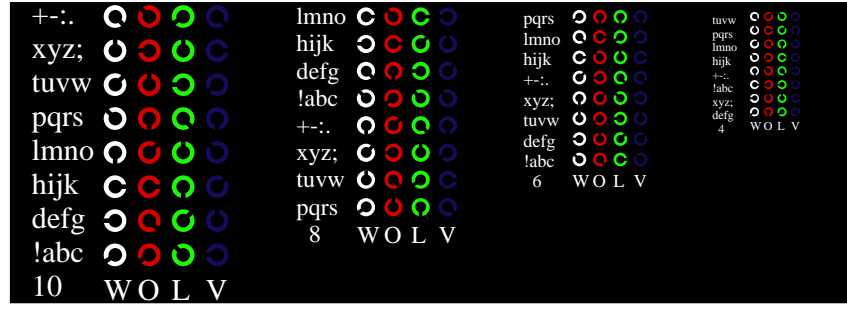 +-:.
xyz;
tuvw
pqrs
lmno
hijk
defg
!abc
10 W O L V
lmno
hijk
defg
!abc
+-:.
xyz;
tuvw
pqrs
8 W O L V
pqrs
lmno
hijk
+-:.
xyz;
tuvw
defg
!abc
6 W O L V
tuvw
pqrs
lmno
hijk
+-:.
!abc
xyz;
defg
4 W O L V